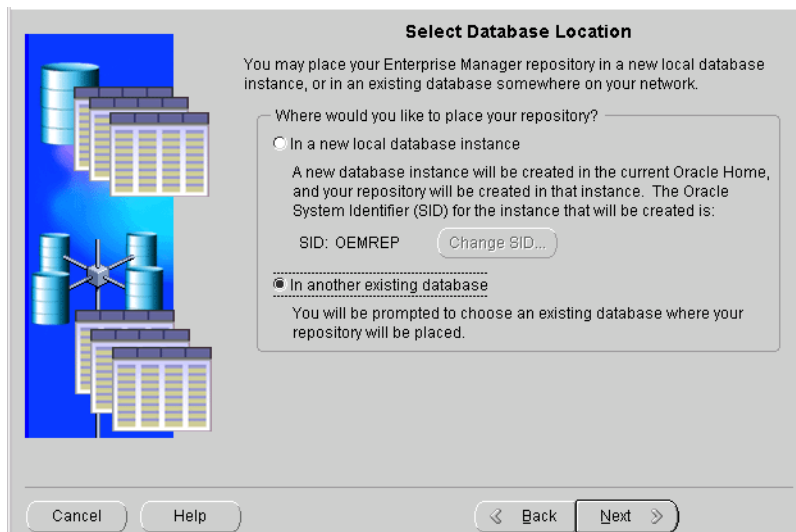 Select Database Location
You may place your Enterprise Manager repository in a new local database
instance, or in an existing database somewhere on your network.
Where would you like to place your repository?
In a new local database instance
A new database instance will be created in the current Oracle Home,
and your repository will be created in that instance. The Oracle
System Identifier (SID) for the instance that will be created is:
SID: OEMREP Change SID...
In another existing database
You will be prompted to choose an existing database where your
repository will be placed.
Cancel Help Back Next